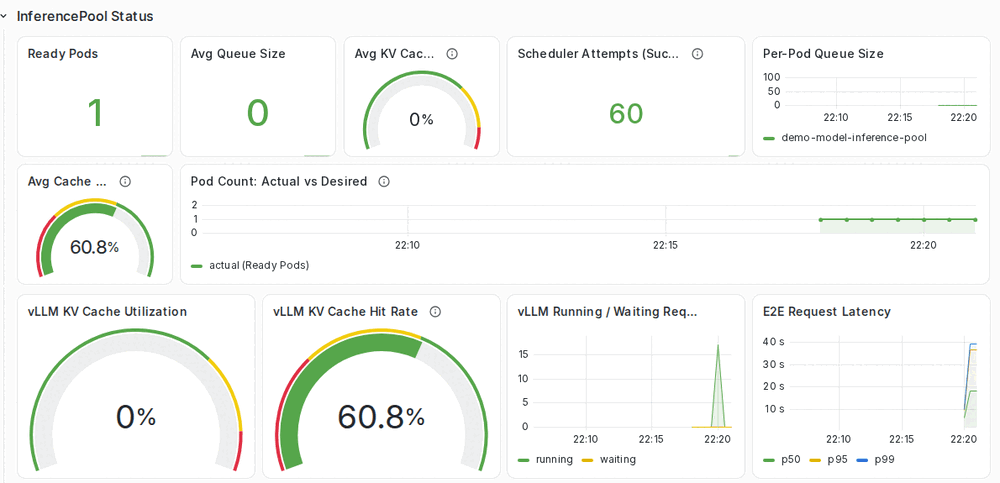 InferencePool Status
Ready Pods
1
Avg Queue Size
0
Avg KV Cac...
0%
Scheduler Attempts (Suc...
60
Per-Pod Queue Size
100
50
0
22:10 22:15 22:20
demo-model-inference-pool
Avg Cache ...
60.8%
Pod Count: Actual vs Desired
2
1
0
22:10 22:15 22:20
actual (Ready Pods)
vLLM KV Cache Utilization
0%
vLLM KV Cache Hit Rate
60.8%
vLLM Running / Waiting Req...
15
10
5
0
22:10 22:15 22:20
running waiting
E2E Request Latency
40 s
30 s
20 s
10 s
22:10 22:15 22:20
p50 p95 p99